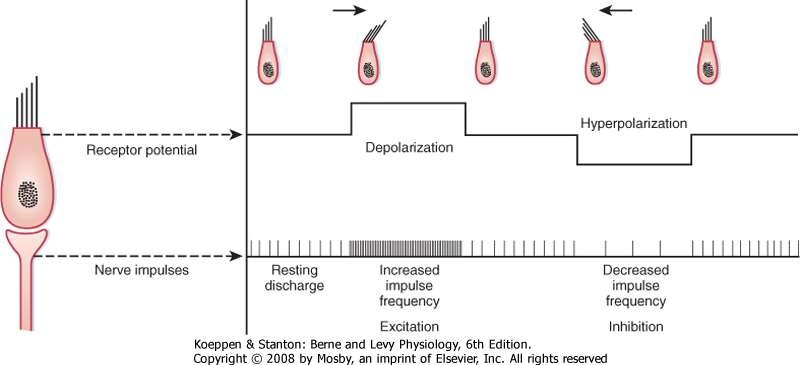 Hyperpolarization
Receptor potential
Depolarization
Nerve impulses
Resting
discharge
Increased
impulse
frequency
Excitation
Decreased
impulse
frequency
Inhibition
Koeppen & Stanton: Berne and Levy Physiology, 6th Edition.
Copyright © 2008 by Mosby, an imprint of Elsevier, Inc. All rights reserved